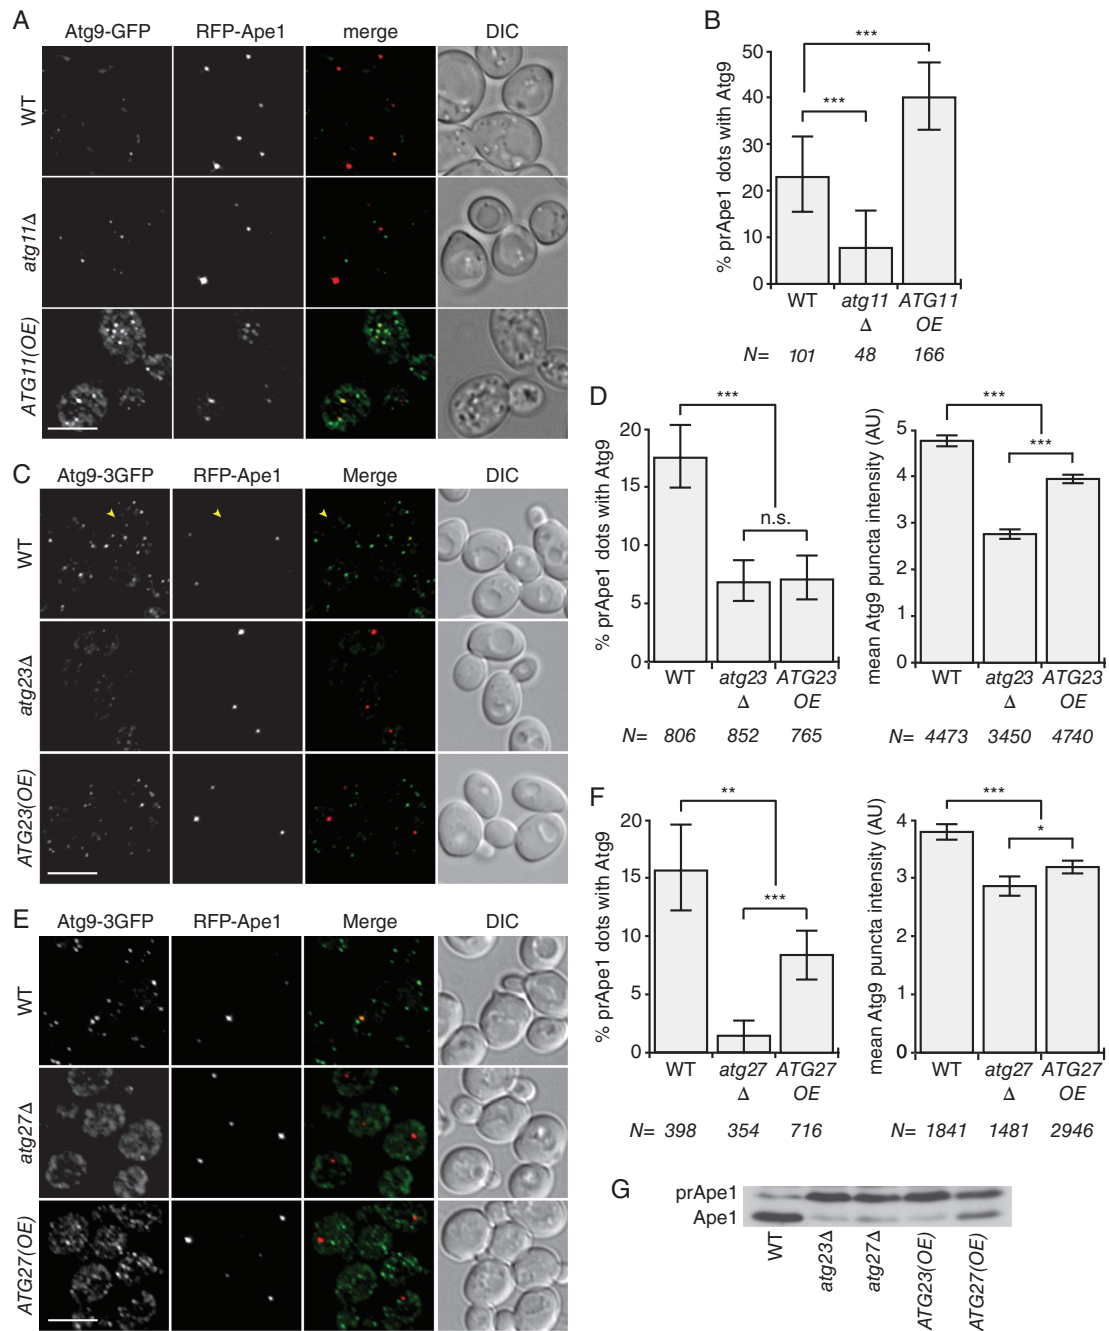 A
Atg9-GFP RFP-Ape1 merge DIC
WT
atg11Δ
ATG11(OE)
B
% prApe1 dots with Atg9
50
40
30
20
10
0
*** ***
WT atg11 Δ ATG11 OE
N= 101 48 166
C
Atg9-3GFP RFP-Ape1 Merge DIC
WT
atg23Δ
ATG23(OE)
D
% prApe1 dots with Atg9
20
15
10
5
0
***
n.s.
WT atg23 Δ ATG23 OE
N= 806 852 765
mean Atg9 puncta intensity (AU)
5
4
3
2
1
0
***
***
WT atg23 Δ ATG23 OE
N= 4473 3450 4740
E
Atg9-3GFP RFP-Ape1 Merge DIC
WT
atg27Δ
ATG27(OE)
F
% prApe1 dots with Atg9
20
15
10
5
0
**
***
WT atg27 Δ ATG27 OE
N= 398 354 716
mean Atg9 puncta intensity (AU)
4
3
2
1
0
***
*
WT atg27 Δ ATG27 OE
N= 1841 1481 2946
G
prApe1
Ape1
WT
atg23Δ
atg27Δ
ATG23(OE)
ATG27(OE)